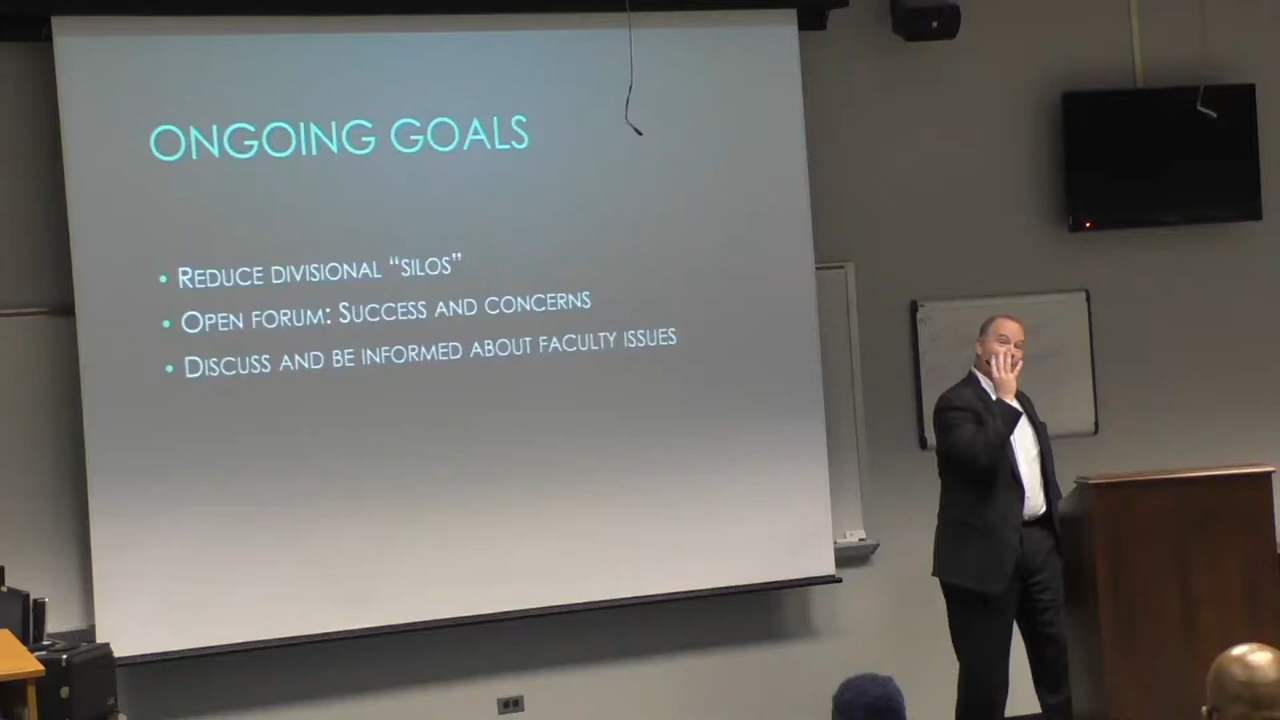 ONGOING GOALS
• REDUCE DIVISIONAL “SILOS”
• OPEN FORUM: SUCCESS AND CONCERNS
• DISCUSS AND BE INFORMED ABOUT FACULTY ISSUES